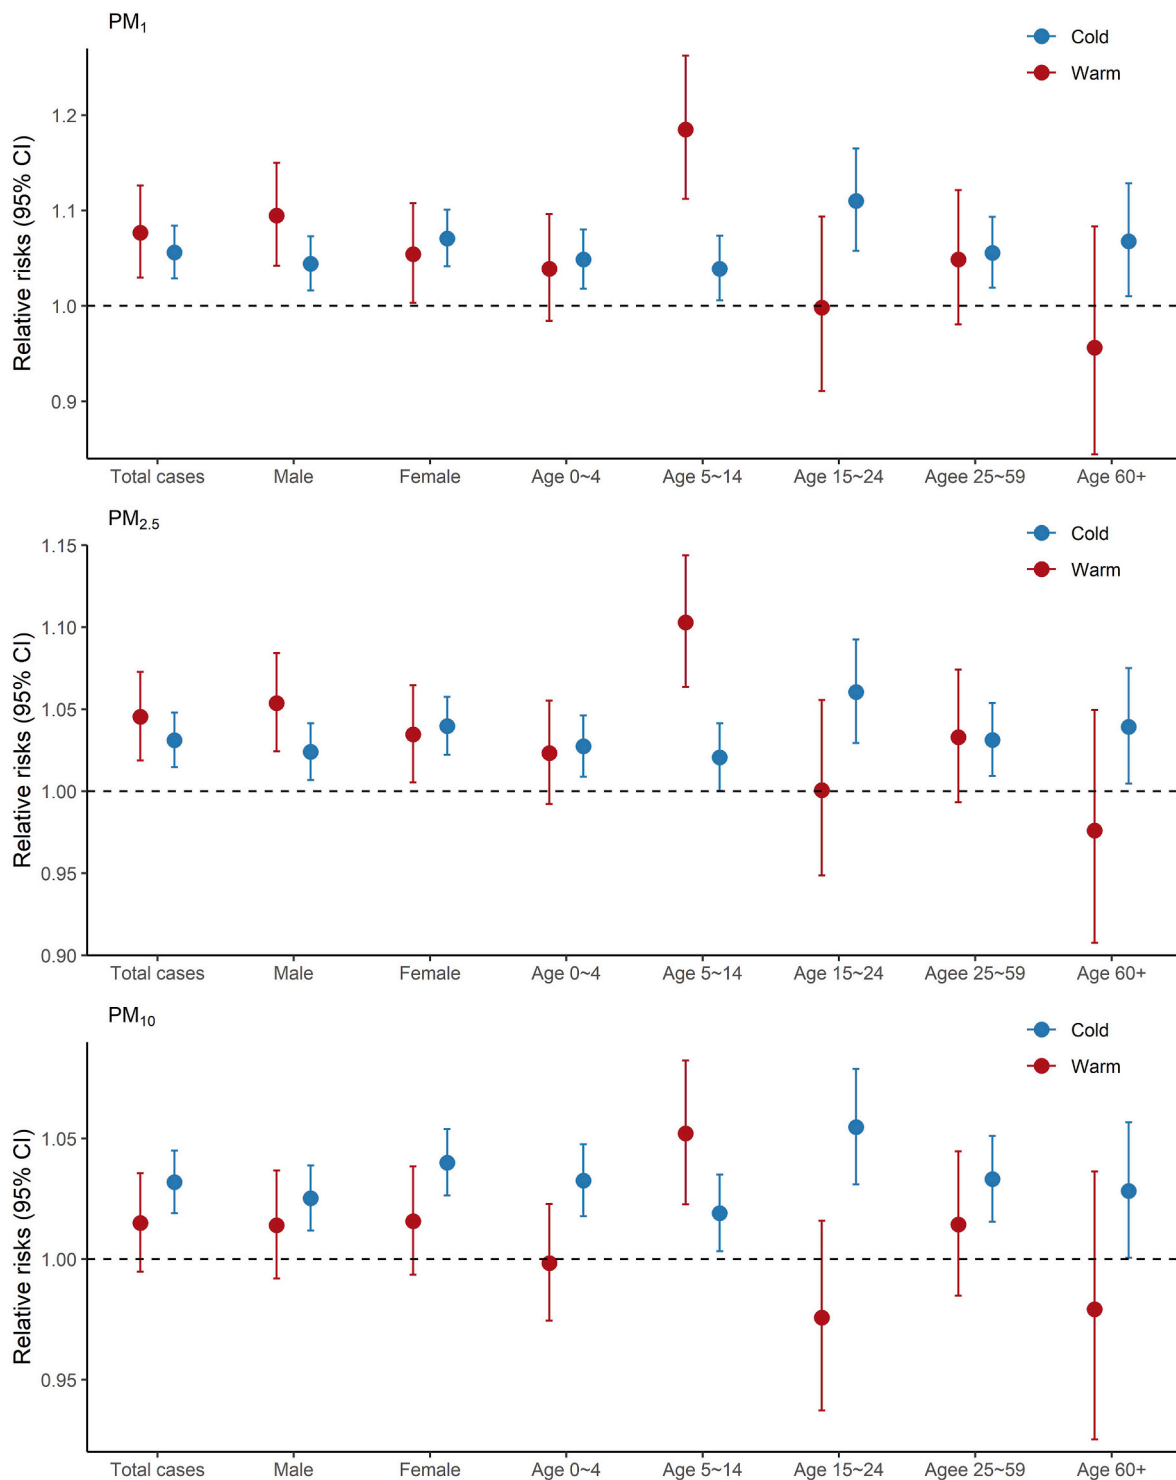 PM1
Cold
Warm
Relative risks (95% CI)
1.2
1.1
1.0
0.9
Total cases Male Female Age 0~4 Age 5~14 Age 15~24 Agee 25~59 Age 60+
PM2.5
Cold
Warm
Relative risks (95% CI)
1.15
1.10
1.05
1.00
0.95
0.90
Total cases Male Female Age 0~4 Age 5~14 Age 15~24 Agee 25~59 Age 60+
PM10
Cold
Warm
Relative risks (95% CI)
1.05
1.00
0.95
Total cases Male Female Age 0~4 Age 5~14 Age 15~24 Agee 25~59 Age 60+